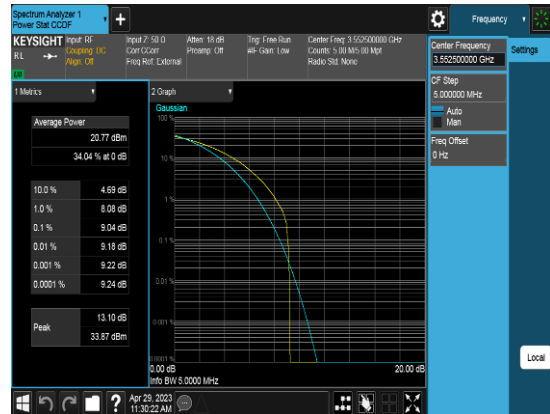 Spectrum Analyzer 1
Power Stat CCDF
Frequency
KEYSIGHT
Input: RF
Input Z: 50 Ω
Atten: 18 dB
Trig: Free Run
Center Freq: 3.552500000 GHz
RL
Coupling: DC
Corr CCorr
Preamp: Off
#IF Gain: Low
Counts: 5.00 M/5.00 Mpt
Align: Off
Freq Ref: External
Radio Std: None
Center Frequency
3.552500000 GHz
Settings
CF Step
5.000000 MHz
Auto
Man
Freq Offset
0 Hz
1 Metrics
2 Graph
Gaussian
Average Power
20.77 dBm
34.04 % at 0 dB
10.0 % 4.69 dB
1.0 % 8.08 dB
0.1 % 9.04 dB
0.01 % 9.18 dB
0.001 % 9.22 dB
0.0001 % 9.24 dB
Peak
13.10 dB
33.87 dBm
100 %
10 %
1 %
0.1 %
0.01 %
0.001 %
0.0001 %
0.00 dB
20.00 dB
Info BW 5.0000 MHz
Local
?
Apr 29, 2023
11:30:22 AM